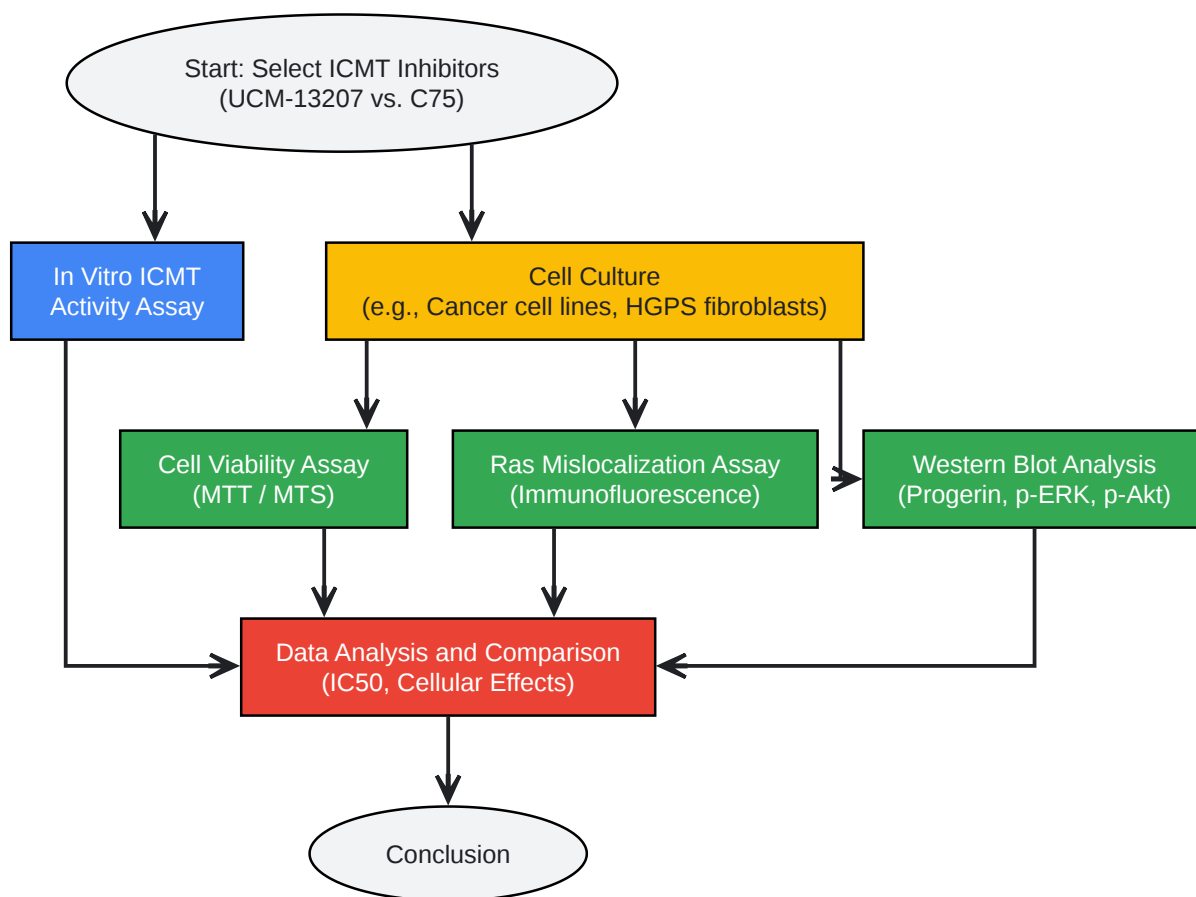 Start: Select ICMT Inhibitors
(UCM-13207 vs. C75)
In Vitro ICMT
Activity Assay
Cell Culture
(e.g., Cancer cell lines, HGPS fibroblasts)
Cell Viability Assay
(MTT / MTS)
Ras Mislocalization Assay
(Immunofluorescence)
Western Blot Analysis
(Progerin, p-ERK, p-Akt)
Data Analysis and Comparison
(IC50, Cellular Effects)
Conclusion